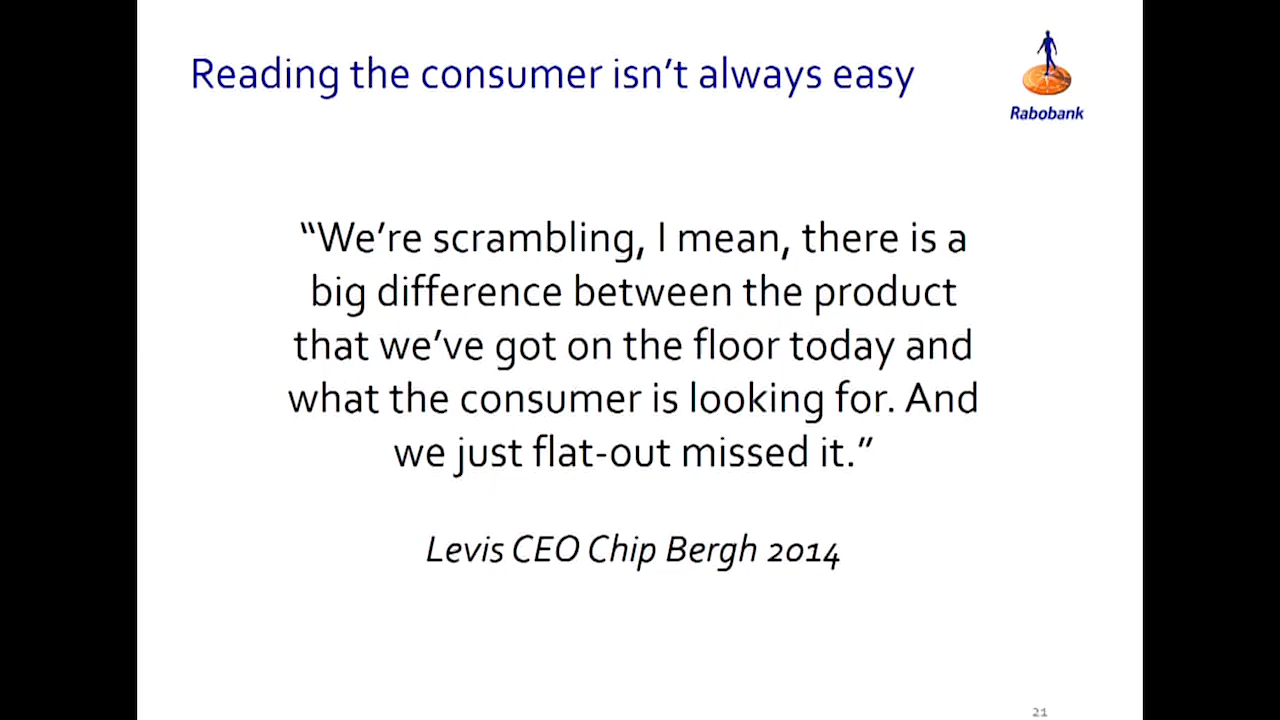 Reading the consumer isn't always easy
Rabobank
“We’re scrambling, I mean, there is a
big difference between the product
that we’ve got on the floor today and
what the consumer is looking for. And
we just flat-out missed it.”
Levis CEO Chip Bergh 2014
21